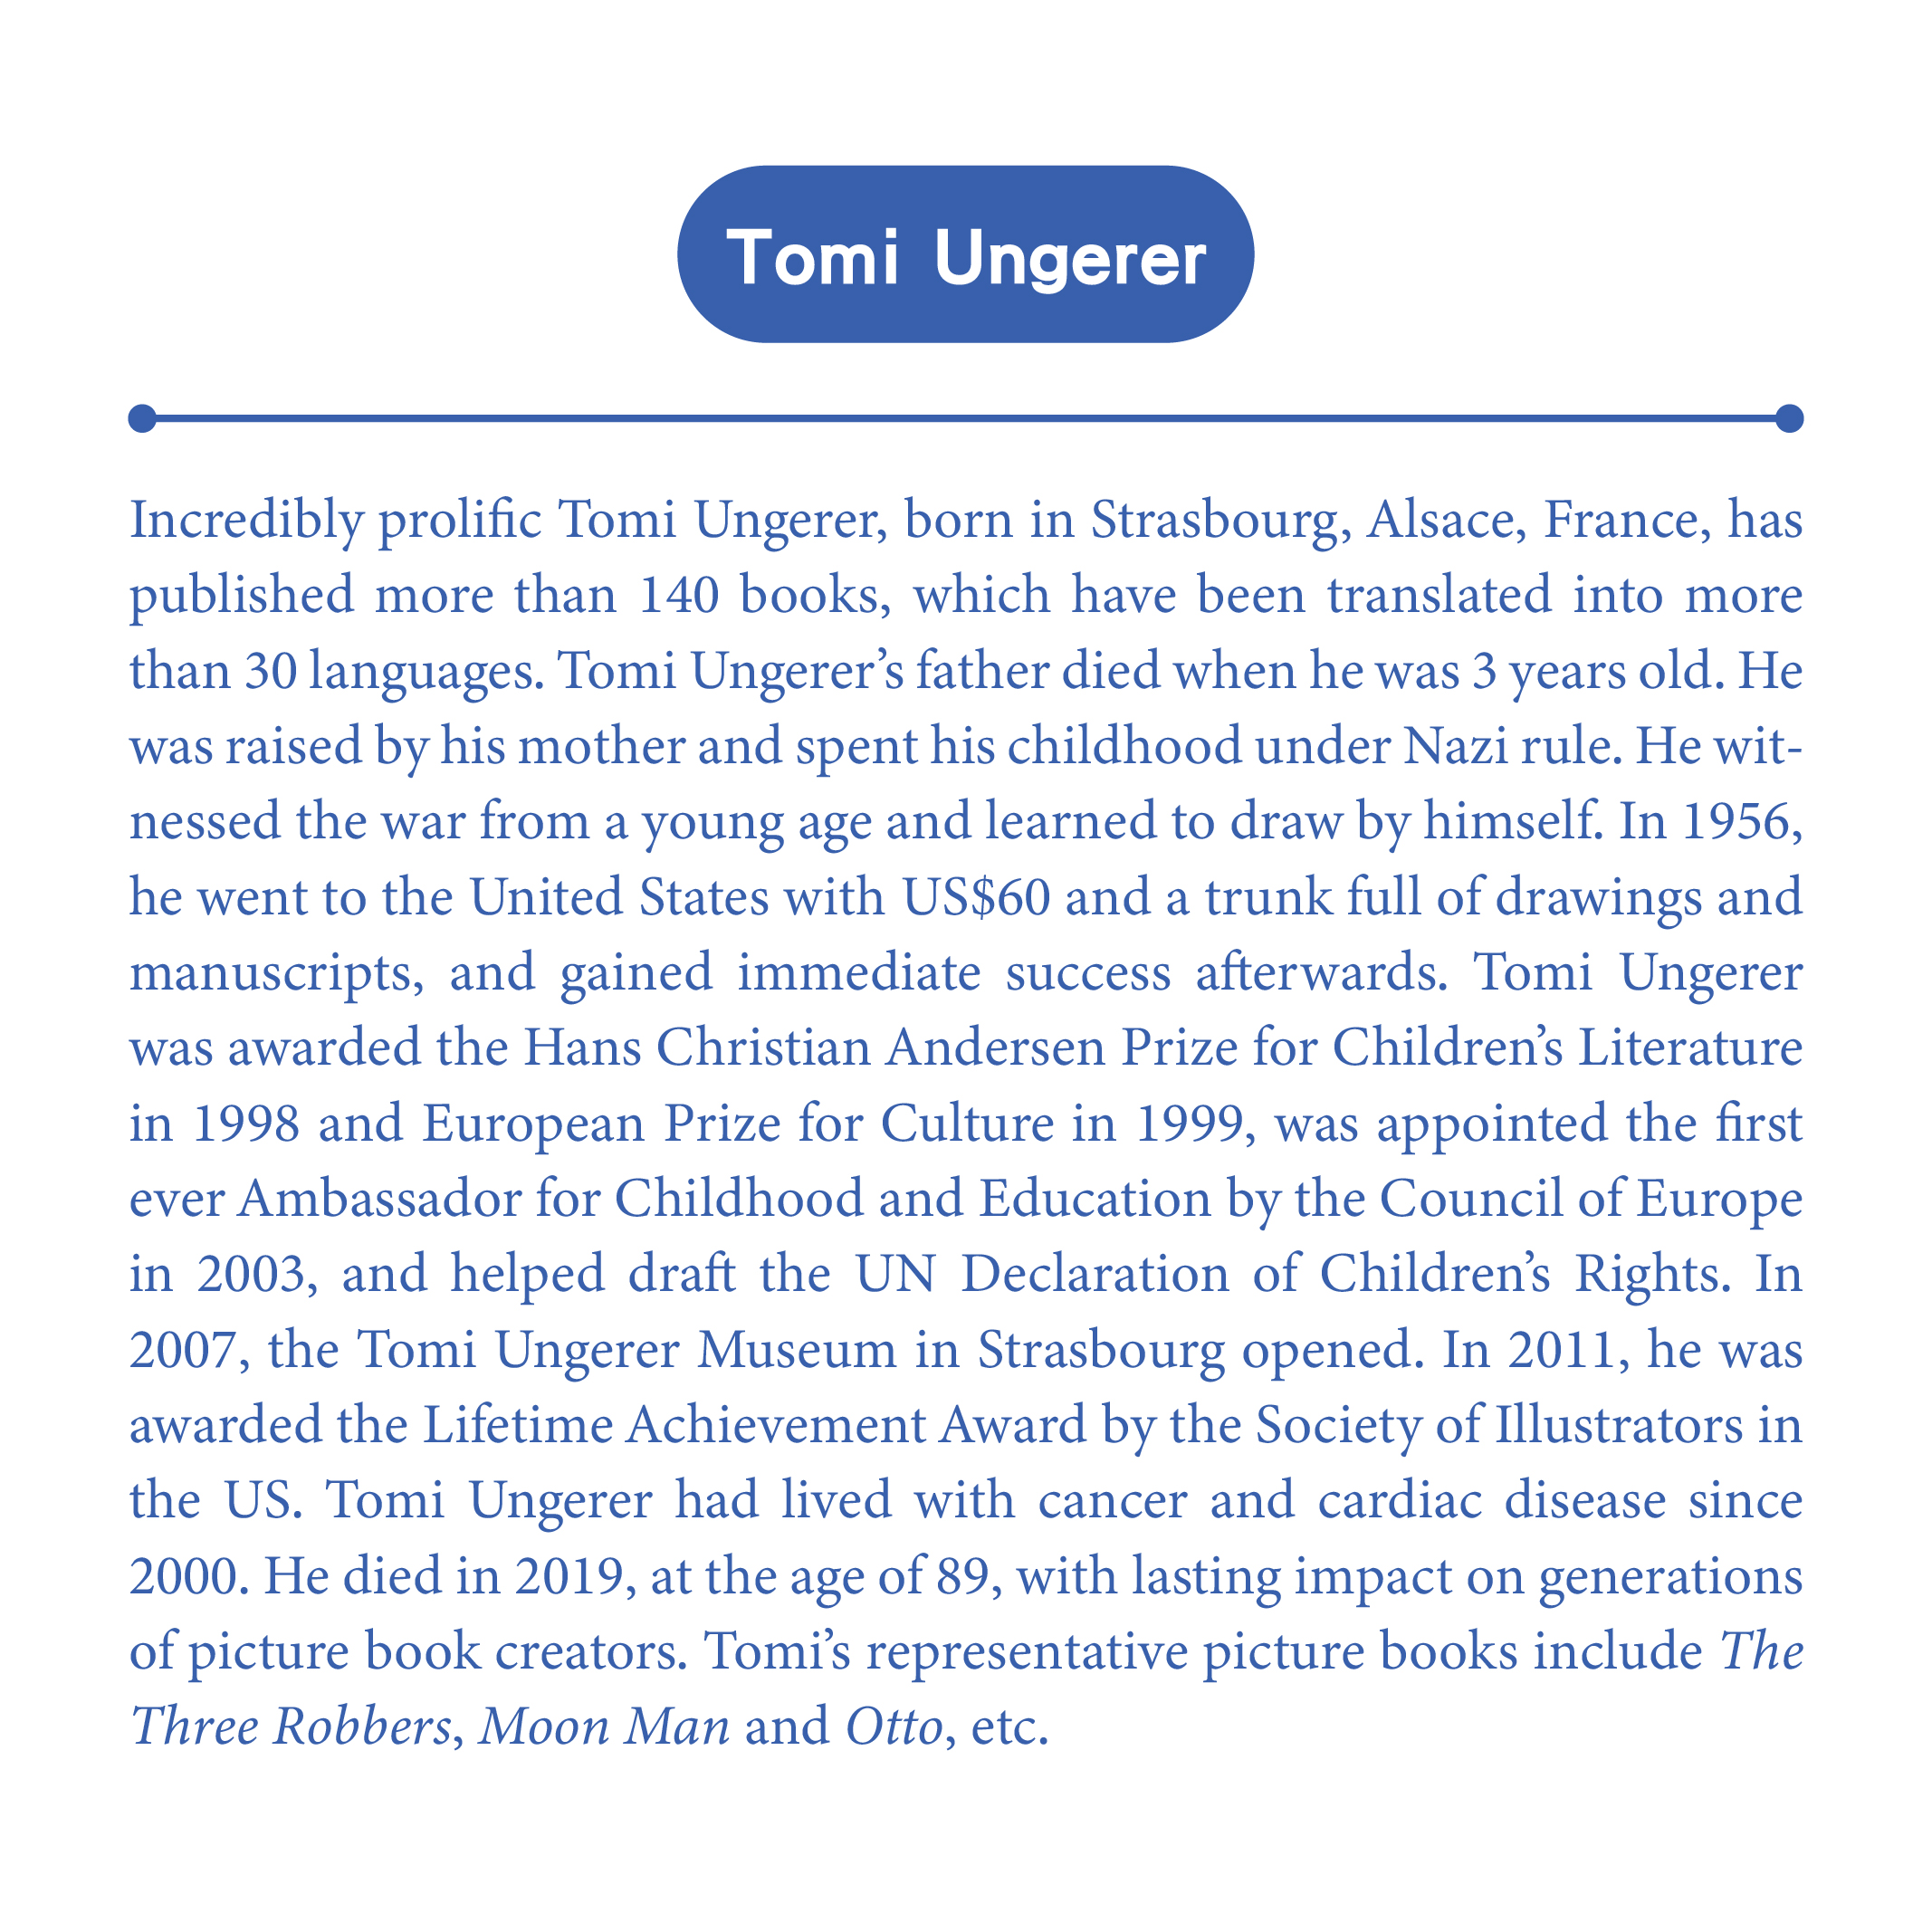 Tomi Ungerer
Incredibly prolific Tomi Ungerer, born in Strasbourg, Alsace, France, has
published more than 140 books, which have been translated into more
than 30 languages. Tomi Ungerer’s father died when he was 3 years old. He
was raised by his mother and spent his childhood under Nazi rule. He wit-
nessed the war from a young age and learned to draw by himself. In 1956,
he went to the United States with US$60 and a trunk full of drawings and
manuscripts, and gained immediate success afterwards. Tomi Ungerer
was awarded the Hans Christian Andersen Prize for Children’s Literature
in 1998 and European Prize for Culture in 1999, was appointed the first
ever Ambassador for Childhood and Education by the Council of Europe
in 2003, and helped draft the UN Declaration of Children’s Rights. In
2007, the Tomi Ungerer Museum in Strasbourg opened. In 2011, he was
awarded the Lifetime Achievement Award by the Society of Illustrators in
the US. Tomi Ungerer had lived with cancer and cardiac disease since
2000. He died in 2019, at the age of 89, with lasting impact on generations
of picture book creators. Tomi’s representative picture books include The
Three Robbers, Moon Man and Otto, etc.